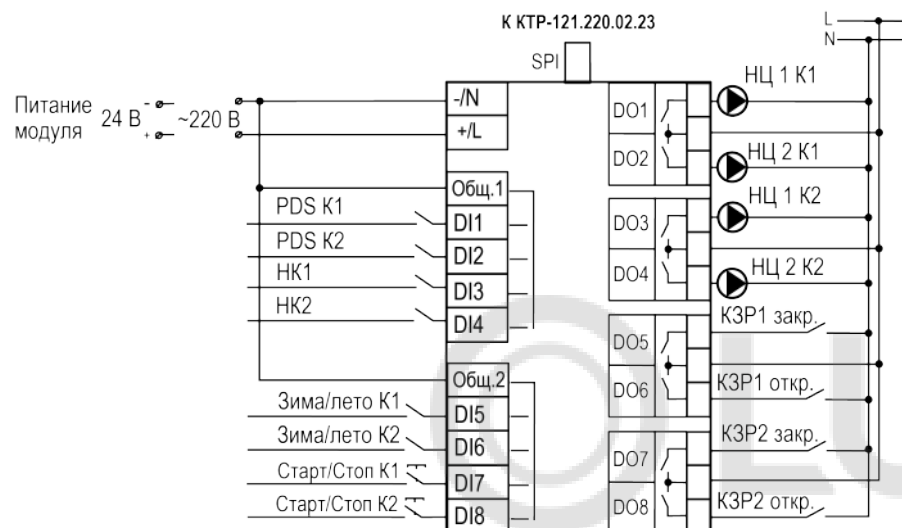 К КТР-121.220.02.23
SPI
L
N
Питание
модуля
24 В
-
+
~220 В
-/N
+/L
Общ.1
PDS К1
DI1
PDS К2
DI2
НК1
DI3
НК2
DI4
Общ.2
Зима/лето К1
DI5
Зима/лето К2
DI6
Старт/Стоп К1
DI7
Старт/Стоп К2
DI8
DO1
НЦ 1 К1
DO2
НЦ 2 К1
DO3
НЦ 1 К2
DO4
НЦ 2 К2
DO5
КЗР1 закр.
DO6
КЗР1 откр.
DO7
КЗР2 закр.
DO8
КЗР2 откр.
OLU